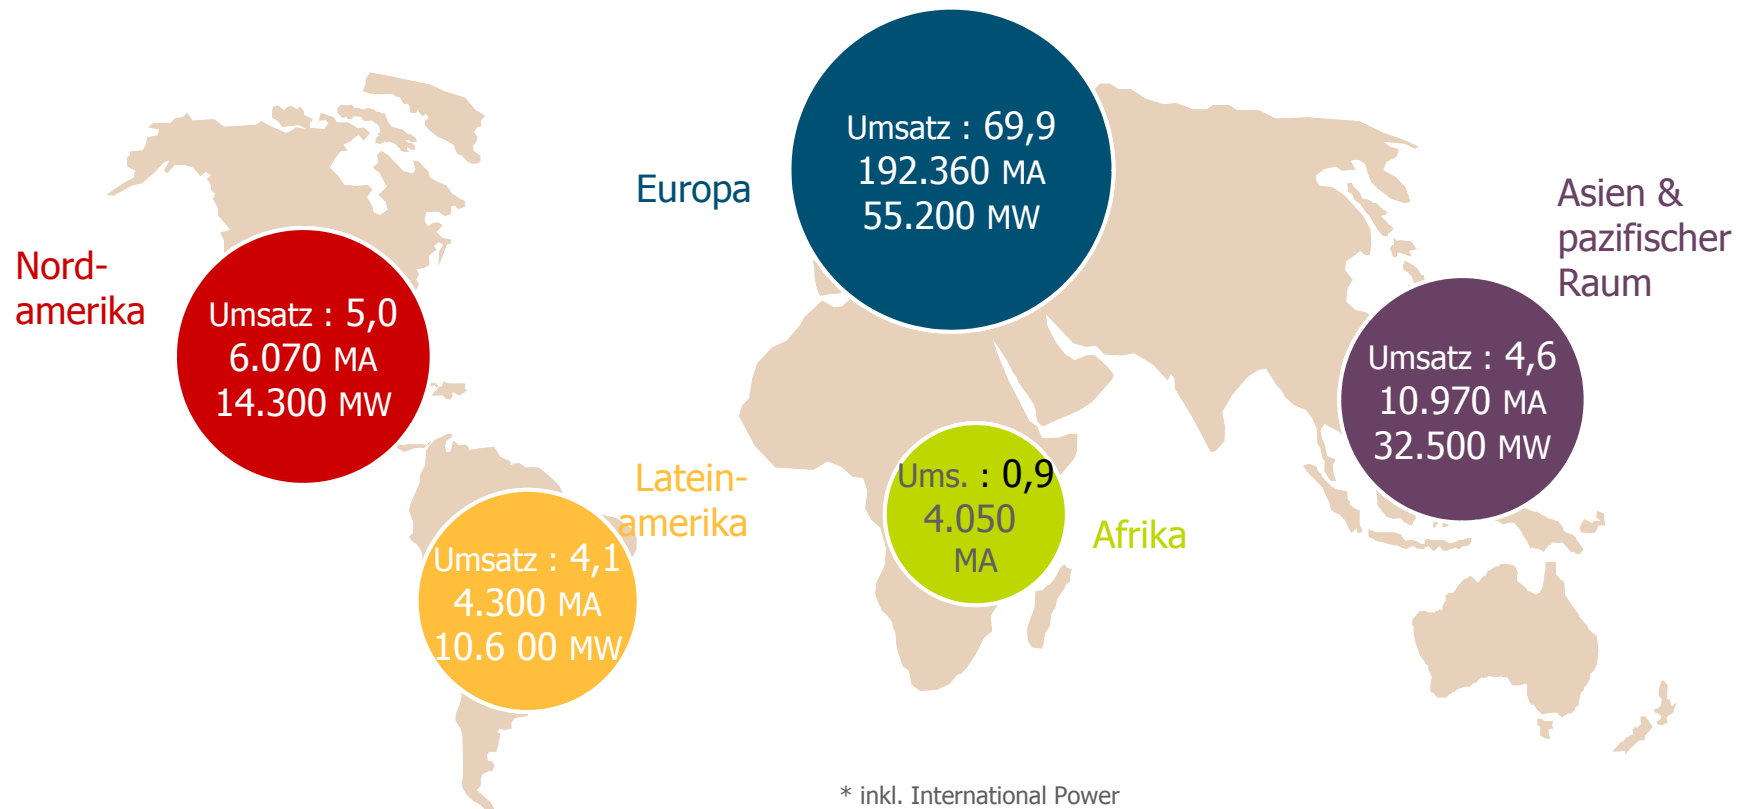 Umsatz : 69,9
192.360 MA
55.200 MW
Europa
Asien &
pazifischer
Raum
Nord-
amerika
Umsatz : 5,0
6.070 MA
14.300 MW
Umsatz : 4,6
10.970 MA
32.500 MW
Latein-
amerika
Ums. : 0,9
4.050
MA
Afrika
Umsatz : 4,1
4.300 MA
10.6 00 MW
* inkl. International Power